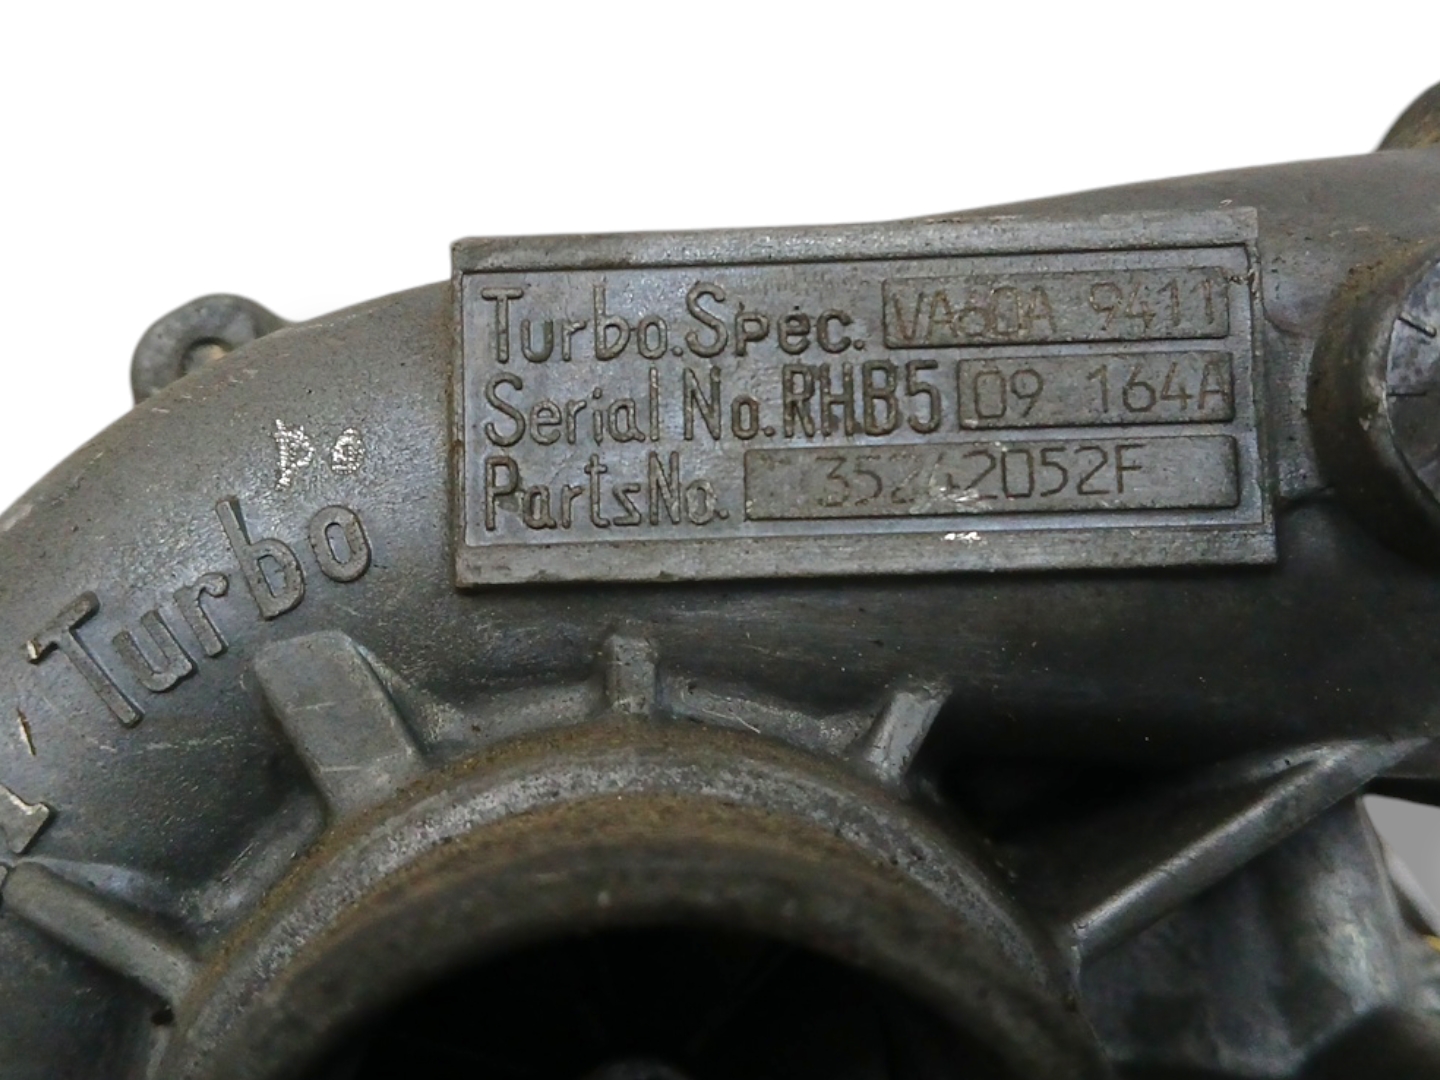 Turbo.Spec. VA60A 9411
Serial No.RHB5 09 164A
PartsNo. 35242052F
Turbo